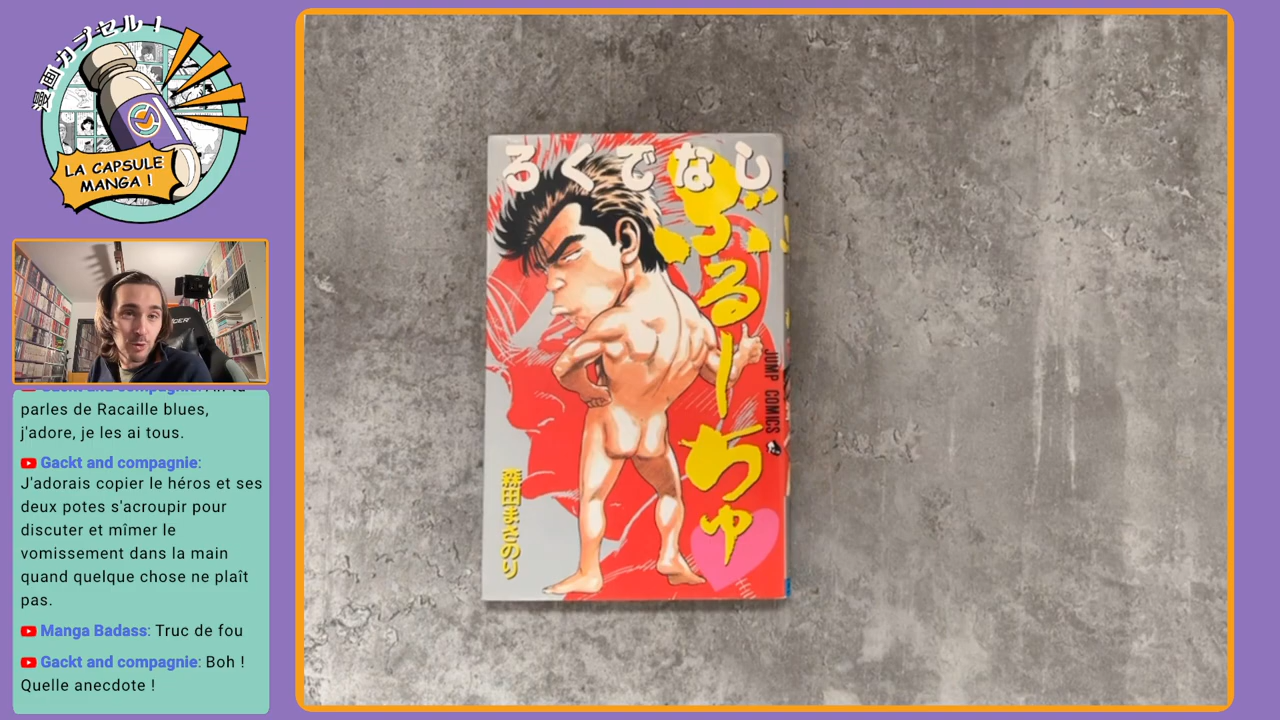 漫画カプセル！
LA CAPSULE
MANGA !
parles de Racaille blues,
j'adore, je les ai tous.
Gackt and compagnie:
J'adorais copier le héros et ses
deux potes s'acroupir pour
discuter et mîmer le
vomissement dans la main
quand quelque chose ne plaît
pas.
Manga Badass: Truc de fou
Gackt and compagnie: Boh !
Quelle anecdote !
ろくでなし
ぶるーちゅ
JUMP COMICS
森田まさのり